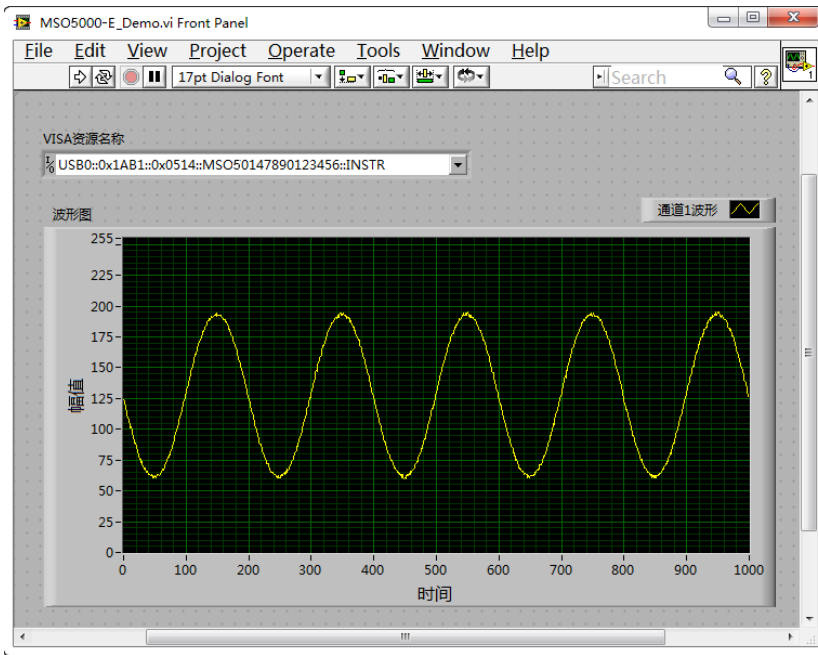 MSO5000-E_Demo.vi Front Panel
File Edit View Project Operate Tools Window Help
17pt Dialog Font
Search
?
1
VISA资源名称
I/0 USB0::0x1AB1::0x0514::MSO50147890123456::INSTR
波形图
通道1波形
255
225
200
175
150
125
100
75
50
25
0
幅值
0 100 200 300 400 500 600 700 800 900 1000
时间